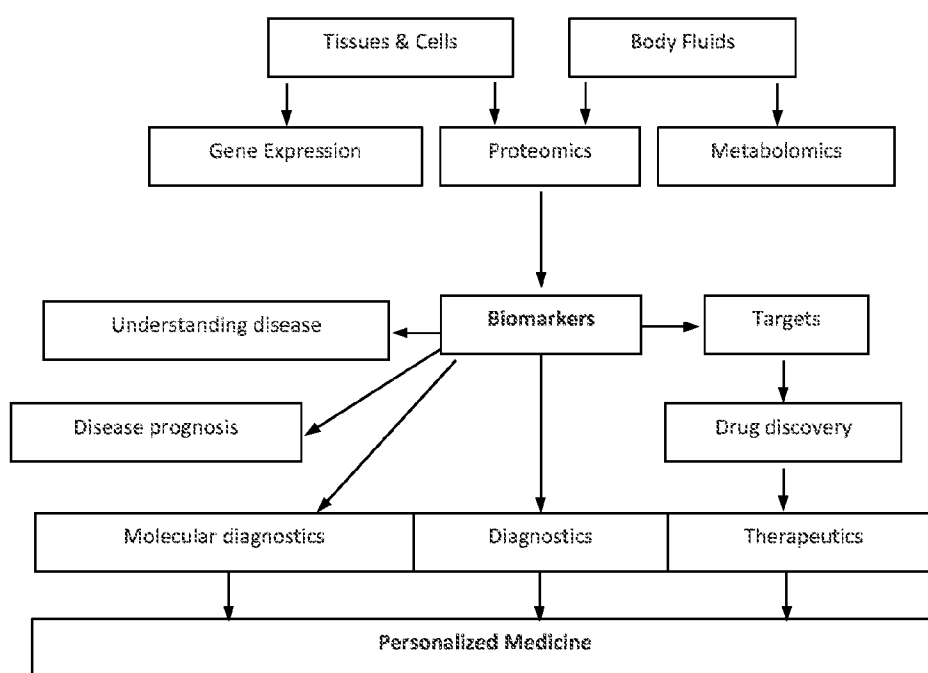 Tissues & Cells
Body Fluids
Gene Expression
Proteomics
Metabolomics
Understanding disease
Biomarkers
Targets
Disease prognosis
Drug discovery
Molecular diagnostics
Diagnostics
Therapeutics
Personalized Medicine